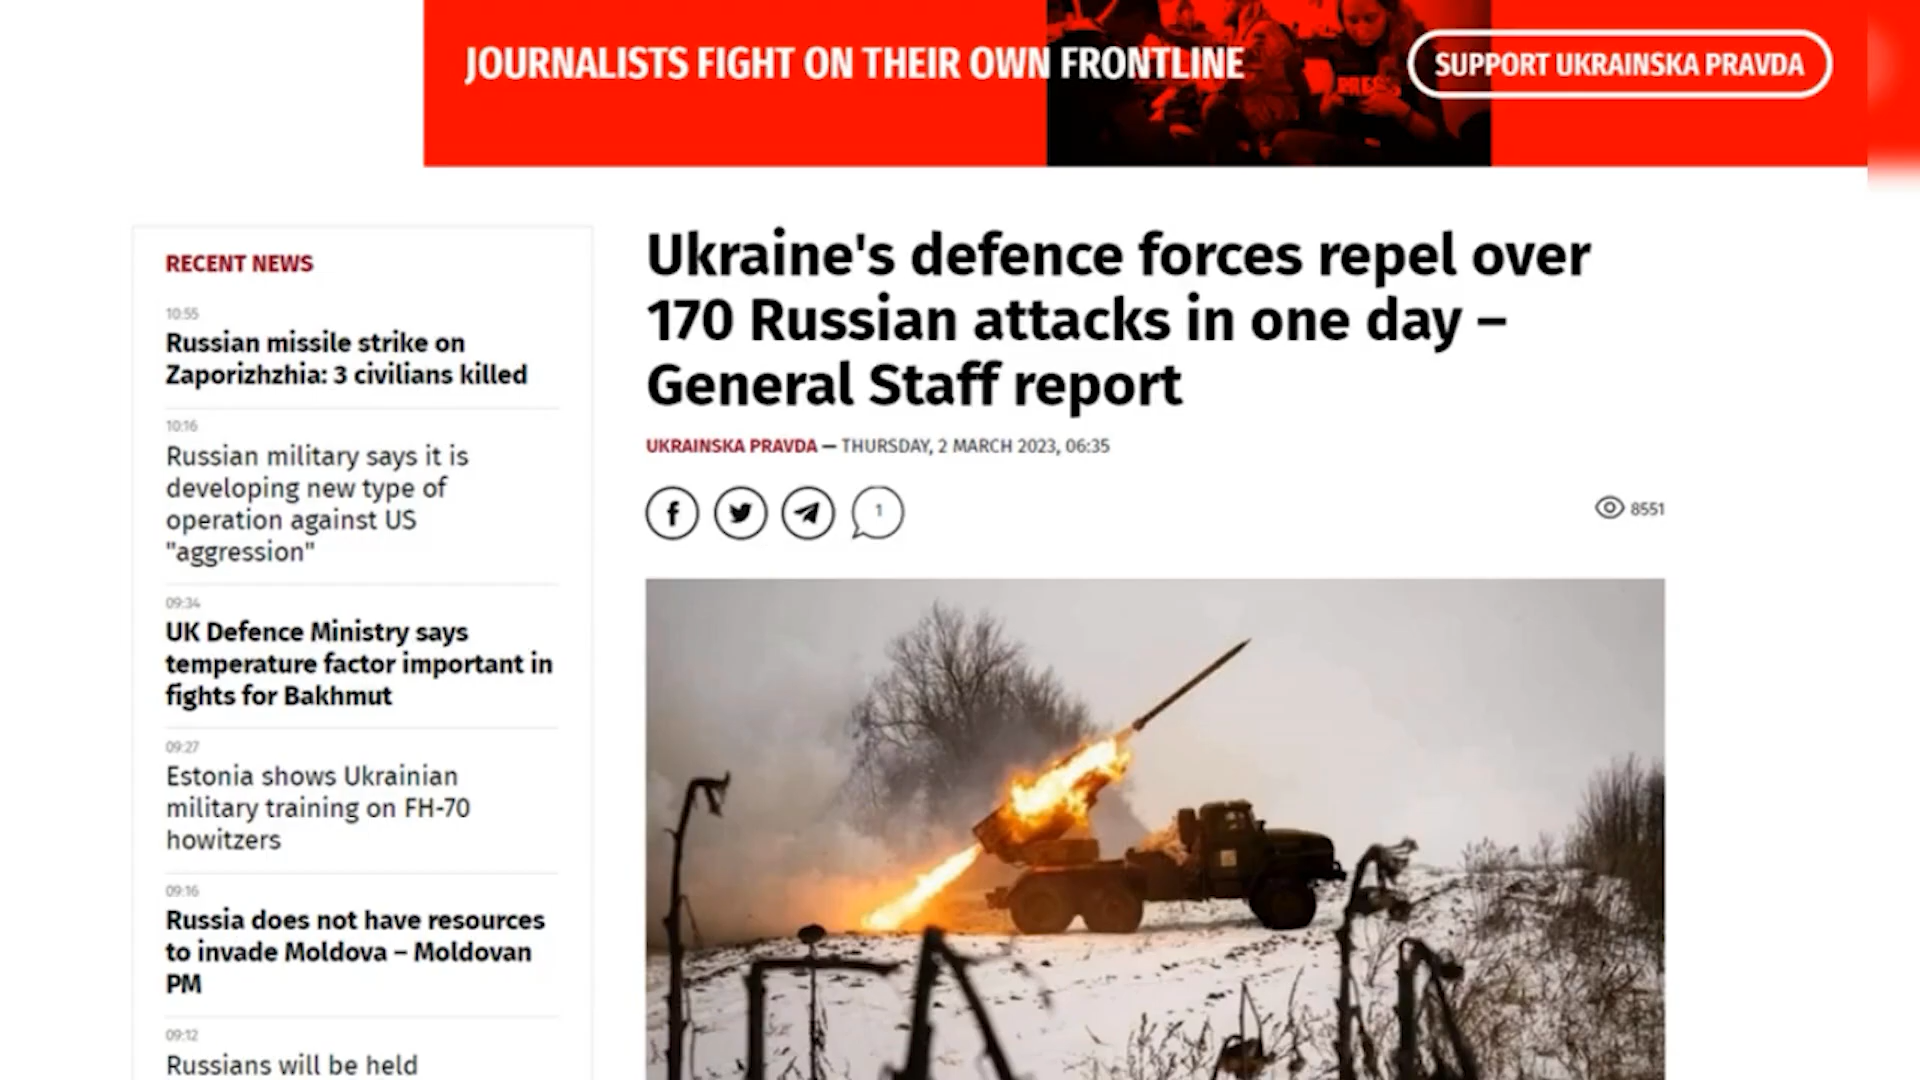 JOURNALISTS FIGHT ON THEIR OWN FRONTLINE
SUPPORT UKRAINSKA PRAVDA
PRESS
RECENT NEWS
10:55
Russian missile strike on
Zaporizhzhia: 3 civilians killed
10:16
Russian military says it is
developing new type of
operation against US
"aggression"
09:34
UK Defence Ministry says
temperature factor important in
fights for Bakhmut
09:27
Estonia shows Ukrainian
military training on FH-70
howitzers
09:16
Russia does not have resources
to invade Moldova – Moldovan
PM
09:12
Russians will be held
Ukraine's defence forces repel over
170 Russian attacks in one day –
General Staff report
UKRAINSKA PRAVDA — THURSDAY, 2 MARCH 2023, 06:35
1
8551